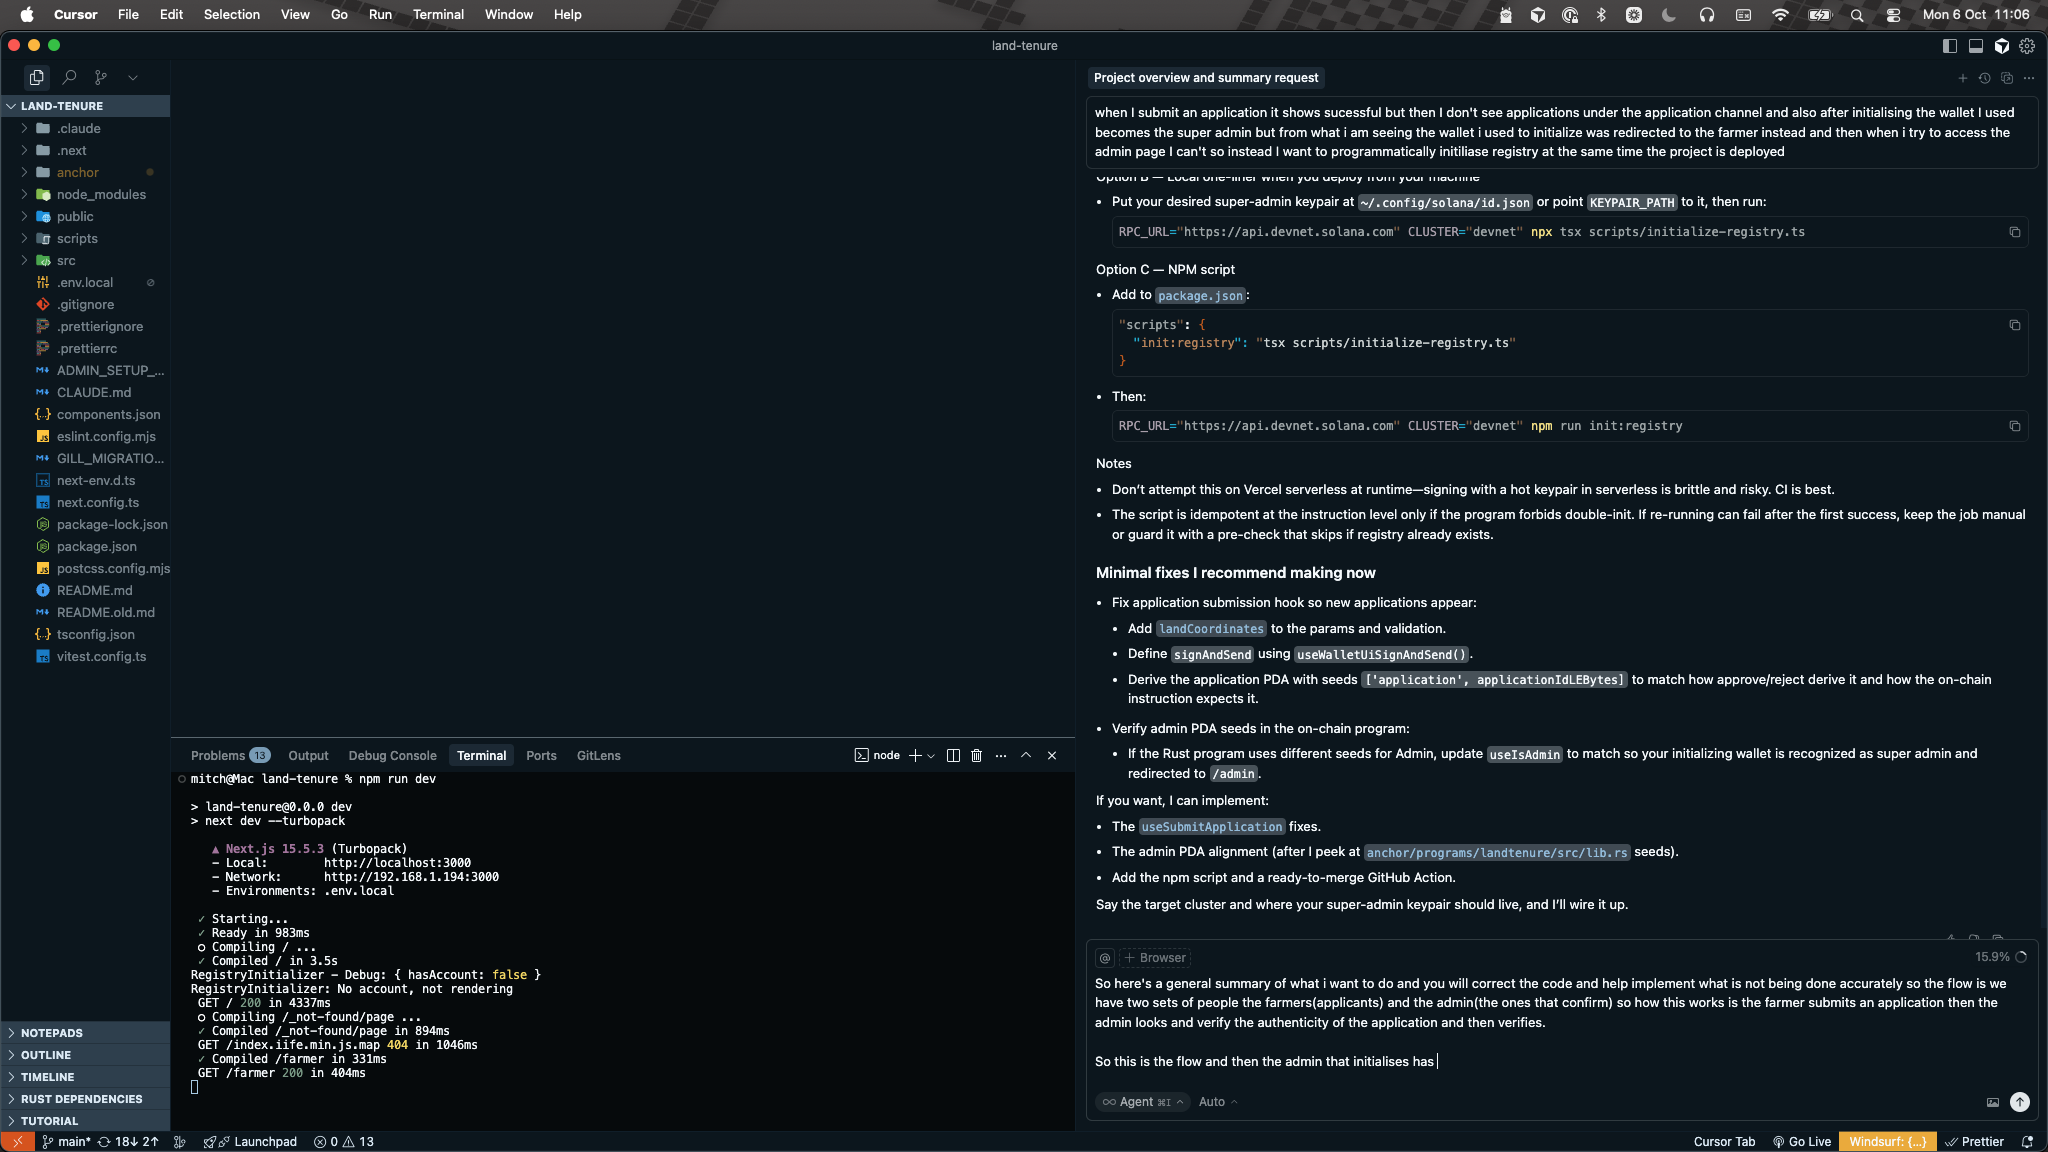 Cursor File Edit Selection View Go Run Terminal Window Help
Mon 6 Oct 11:06
land-tenure
LAND-TENURE
.claude
.next
anchor
node_modules
public
scripts
src
.env.local
.gitignore
.prettierignore
.prettierrc
ADMIN_SETUP_...
CLAUDE.md
components.json
eslint.config.mjs
GILL_MIGRATIO...
next-env.d.ts
next.config.ts
package-lock.json
package.json
postcss.config.mjs
README.md
README.old.md
tsconfig.json
vitest.config.ts
NOTEPADS
OUTLINE
TIMELINE
RUST DEPENDENCIES
TUTORIAL
Problems 13 Output Debug Console Terminal Ports GitLens
node
mitch@Mac land-tenure % npm run dev
> land-tenure@0.0.0 dev
> next dev --turbopack
▲ Next.js 15.5.3 (Turbopack)
- Local: http://localhost:3000
- Network: http://192.168.1.194:3000
- Environments: .env.local
✓ Starting...
✓ Ready in 983ms
○ Compiling / ...
✓ Compiled / in 3.5s
RegistryInitializer - Debug: { hasAccount: false }
RegistryInitializer: No account, not rendering
GET / 200 in 4337ms
○ Compiling /_not-found/page ...
✓ Compiled /_not-found/page in 894ms
GET /index.iife.min.js.map 404 in 1046ms
✓ Compiled /farmer in 331ms
GET /farmer 200 in 404ms
Project overview and summary request
when I submit an application it shows sucessful but then I don't see applications under the application channel and also after initialising the wallet I used
becomes the super admin but from what i am seeing the wallet i used to initialize was redirected to the farmer instead and then when i try to access the
admin page I can't so instead I want to programmatically initiliase registry at the same time the project is deployed
Option B — Local one-liner when you deploy from your machine
• Put your desired super-admin keypair at ~/.config/solana/id.json or point KEYPAIR_PATH to it, then run:
RPC_URL="https://api.devnet.solana.com" CLUSTER="devnet" npx tsx scripts/initialize-registry.ts
Option C — NPM script
• Add to package.json:
"scripts": {
"init:registry": "tsx scripts/initialize-registry.ts"
}
• Then:
RPC_URL="https://api.devnet.solana.com" CLUSTER="devnet" npm run init:registry
Notes
• Don't attempt this on Vercel serverless at runtime—signing with a hot keypair in serverless is brittle and risky. CI is best.
• The script is idempotent at the instruction level only if the program forbids double-init. If re-running can fail after the first success, keep the job manual
or guard it with a pre-check that skips if registry already exists.
Minimal fixes I recommend making now
• Fix application submission hook so new applications appear:
• Add landCoordinates to the params and validation.
• Define signAndSend using useWalletUiSignAndSend().
• Derive the application PDA with seeds ['application', applicationIdLEBytes] to match how approve/reject derive it and how the on-chain
instruction expects it.
• Verify admin PDA seeds in the on-chain program:
• If the Rust program uses different seeds for Admin, update useIsAdmin to match so your initializing wallet is recognized as super admin and
redirected to /admin.
If you want, I can implement:
• The useSubmitApplication fixes.
• The admin PDA alignment (after I peek at anchor/programs/landtenure/src/lib.rs seeds).
• Add the npm script and a ready-to-merge GitHub Action.
Say the target cluster and where your super-admin keypair should live, and I'll wire it up.
@ + Browser 15.9%
So here's a general summary of what i want to do and you will correct the code and help implement what is not being done accurately so the flow is we
have two sets of people the farmers(applicants) and the admin(the ones that confirm) so how this works is the farmer submits an application then the
admin looks and verify the authenticity of the application and then verifies.
So this is the flow and then the admin that initialises has
∞ Agent ⌘I Auto
main* 18↓ 2↑ Launchpad 0 13
Cursor Tab Go Live Windsurf: {...} Prettier